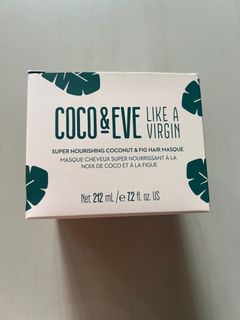 COCO & EVE LIKE A VIRGIN
SUPER NOURISHING COCONUT & FIG HAIR MASQUE
MASQUE CHEVEUX SUPER NOURRISSANT À LA
NOIX DE COCO ET À LA FIGUE
Net 212 mL/e 7.2 fl. oz. US